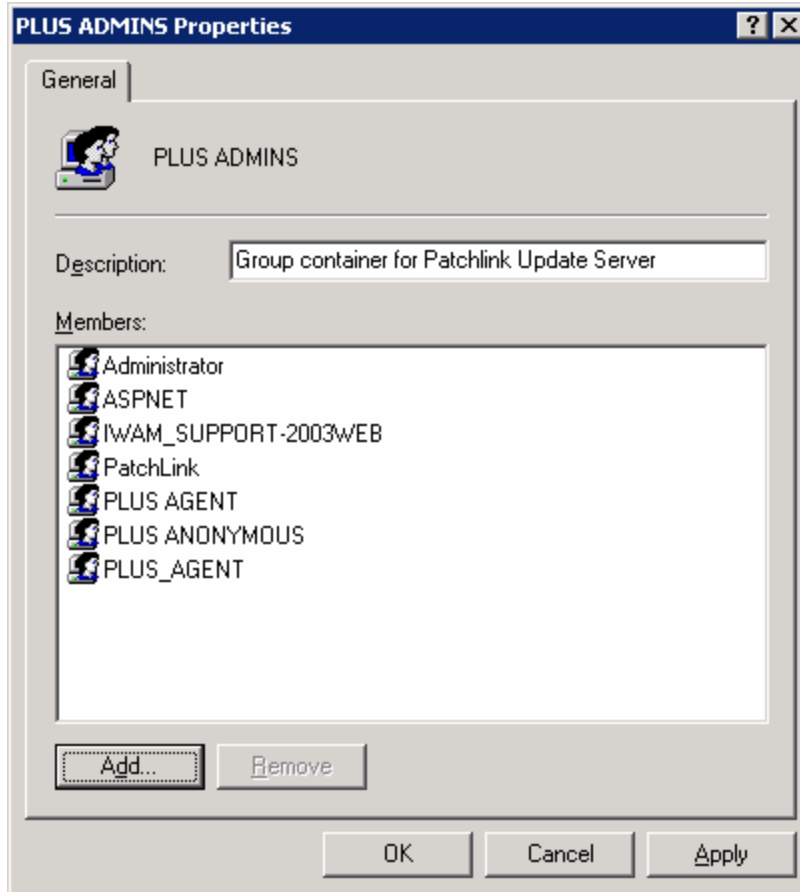 PLUS ADMINS Properties
General
PLUS ADMINS
Description:
Group container for Patchlink Update Server
Members:
Administrator
ASPNET
IWAM_SUPPORT-2003WEB
PatchLink
PLUS AGENT
PLUS ANONYMOUS
PLUS_AGENT
Add...
Remove
OK
Cancel
Apply